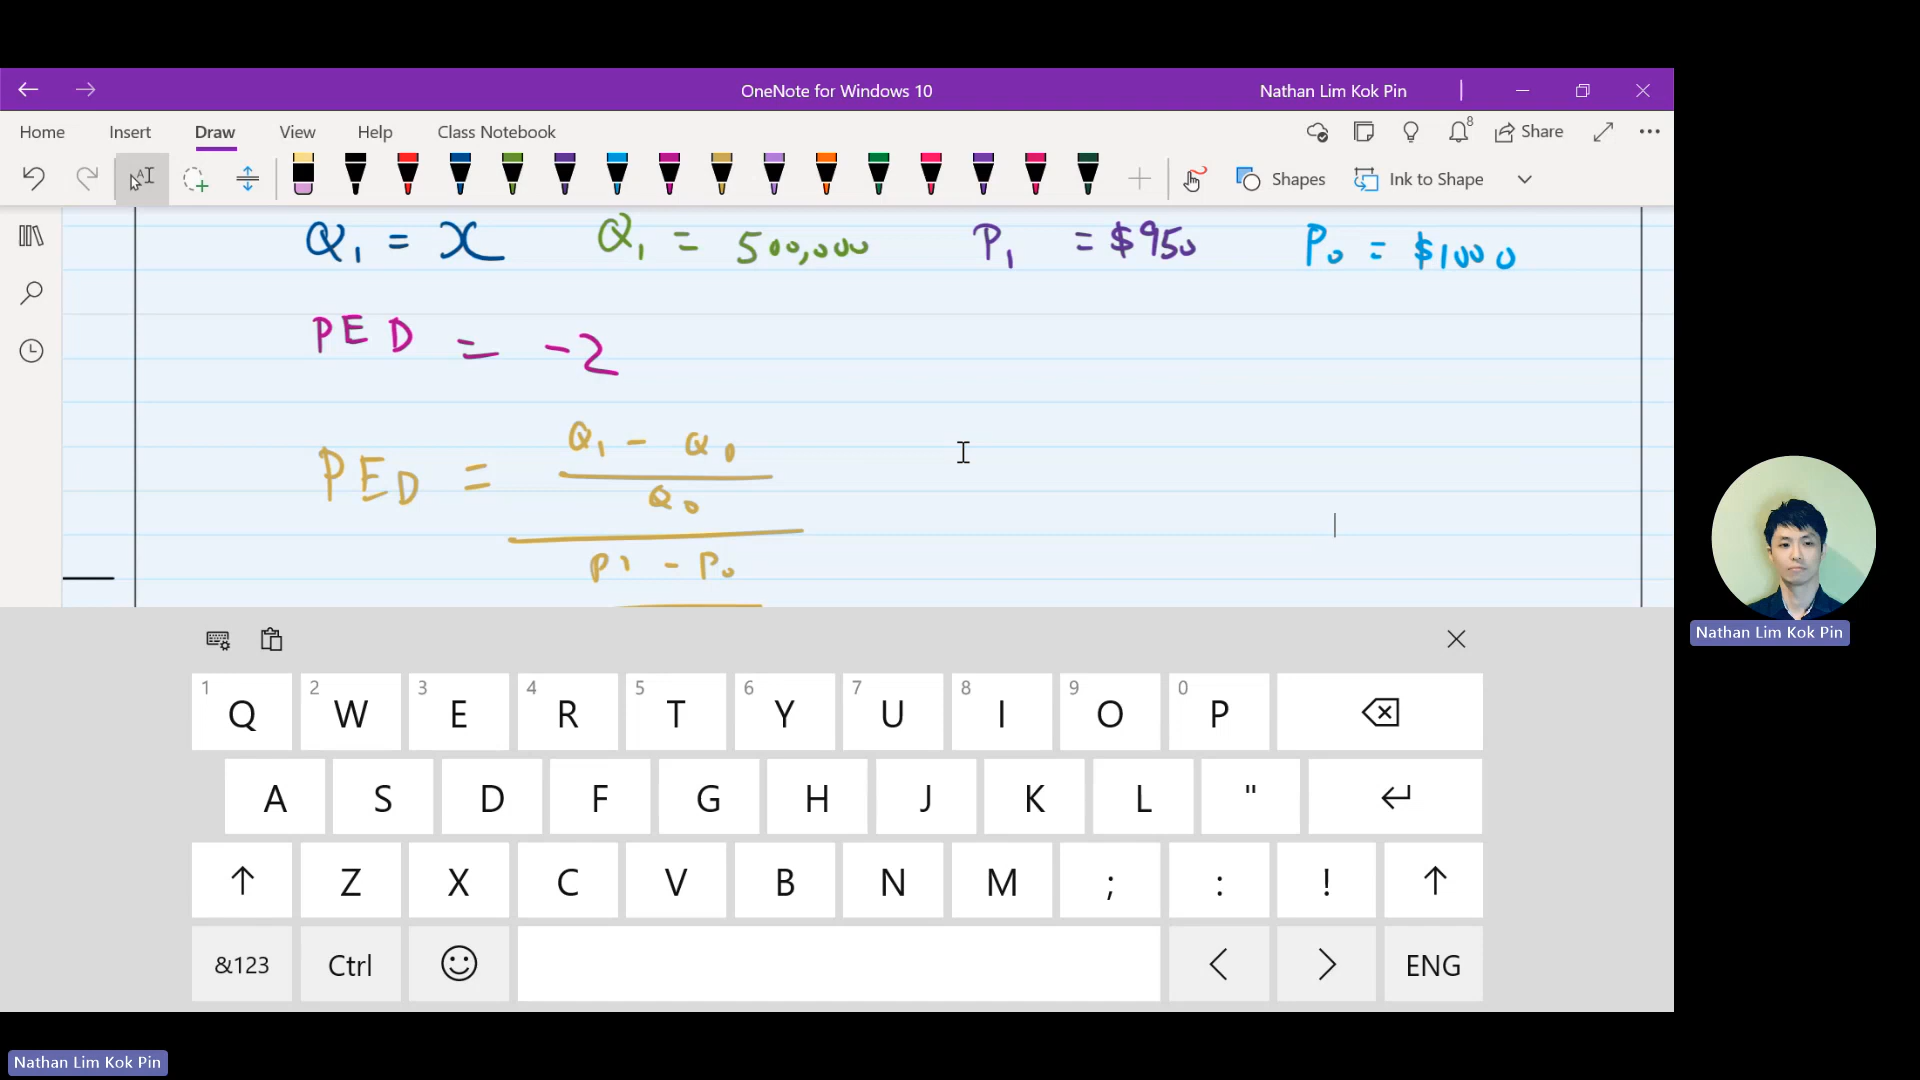 OneNote for Windows 10 Nathan Lim Kok Pin
Home Insert Draw View Help Class Notebook 8 Share
Shapes Ink to Shape
Q1 = x Q1 = 500,000 P1 = $950 P0 = $1000
PED = -2
Q1 - Q0
PED =
Q0
P1 - P0
1 Q 2 W 3 E 4 R 5 T 6 Y 7 U 8 I 9 O 0 P
A S D F G H J K L "
Z X C V B N M ; : !
&123 Ctrl ENG
Nathan Lim Kok Pin
Nathan Lim Kok Pin